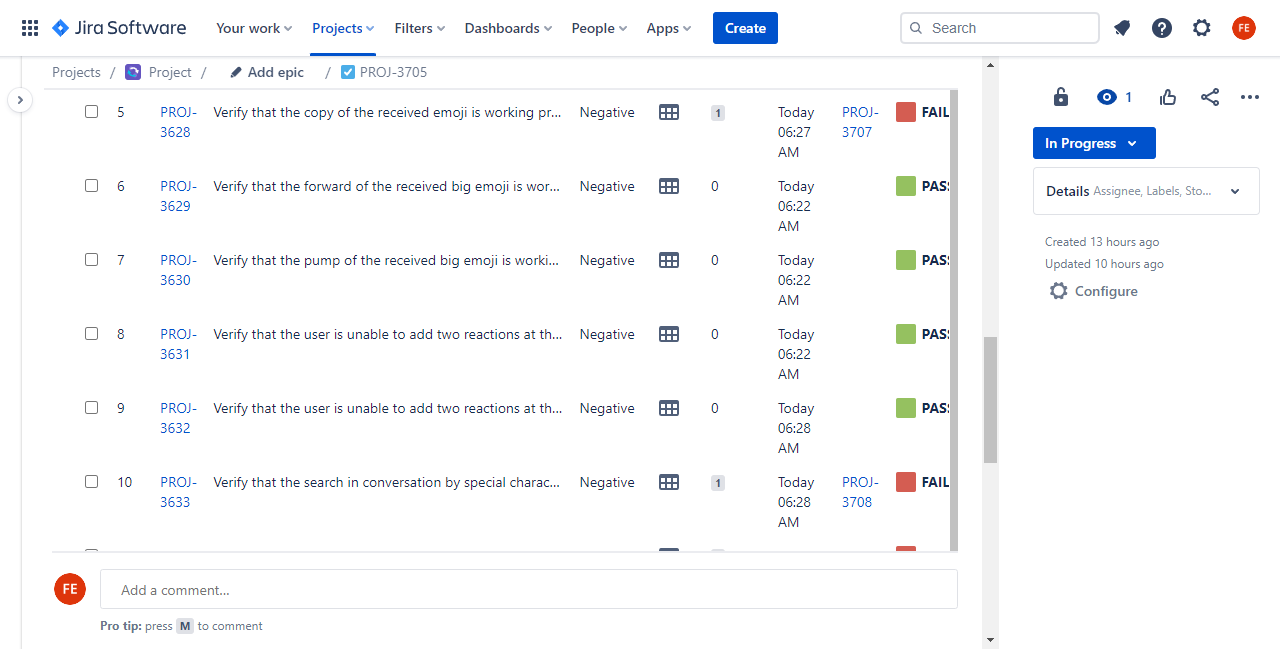 Jira Software Your work Projects Filters Dashboards People Apps Create Search FE
Projects / Project / Add epic / PROJ-3705
1
In Progress
Details Assignee, Labels, Sto...
Created 13 hours ago
Updated 10 hours ago
Configure
5 PROJ- Verify that the copy of the received emoji is working pr... Negative 1 Today PROJ- FAIL
3628 06:27 3707
AM
6 PROJ- Verify that the forward of the received big emoji is wor... Negative 0 Today PASS
3629 06:22
AM
7 PROJ- Verify that the pump of the received big emoji is worki... Negative 0 Today PASS
3630 06:22
AM
8 PROJ- Verify that the user is unable to add two reactions at th... Negative 0 Today PASS
3631 06:22
AM
9 PROJ- Verify that the user is unable to add two reactions at th... Negative 0 Today PASS
3632 06:28
AM
10 PROJ- Verify that the search in conversation by special charac... Negative 1 Today PROJ- FAIL
3633 06:28 3708
AM
FE Add a comment...
Pro tip: press M to comment